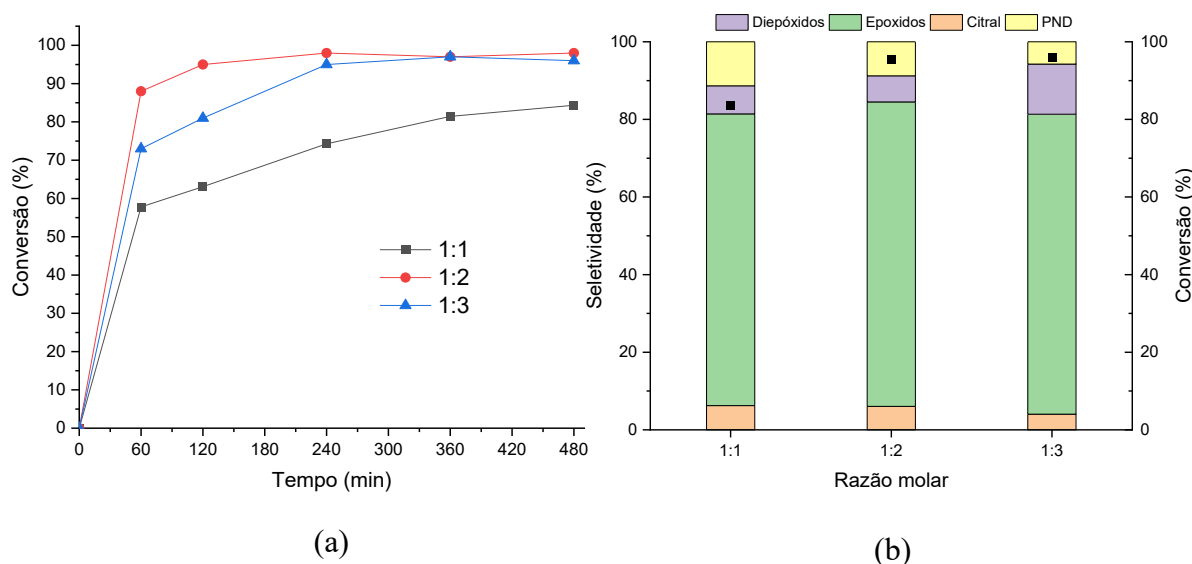 100
90
80
70
60
50
40
30
20
10
0
Conversão (%)
1:1
1:2
1:3
0 60 120 180 240 300 360 420 480
Tempo (min)
(a)
Diepóxidos Epoxidos Citral PND
100
80
60
40
20
0
Seletividade (%)
100
80
60
40
20
0
Conversão (%)
1:1 1:2 1:3
Razão molar
(b)